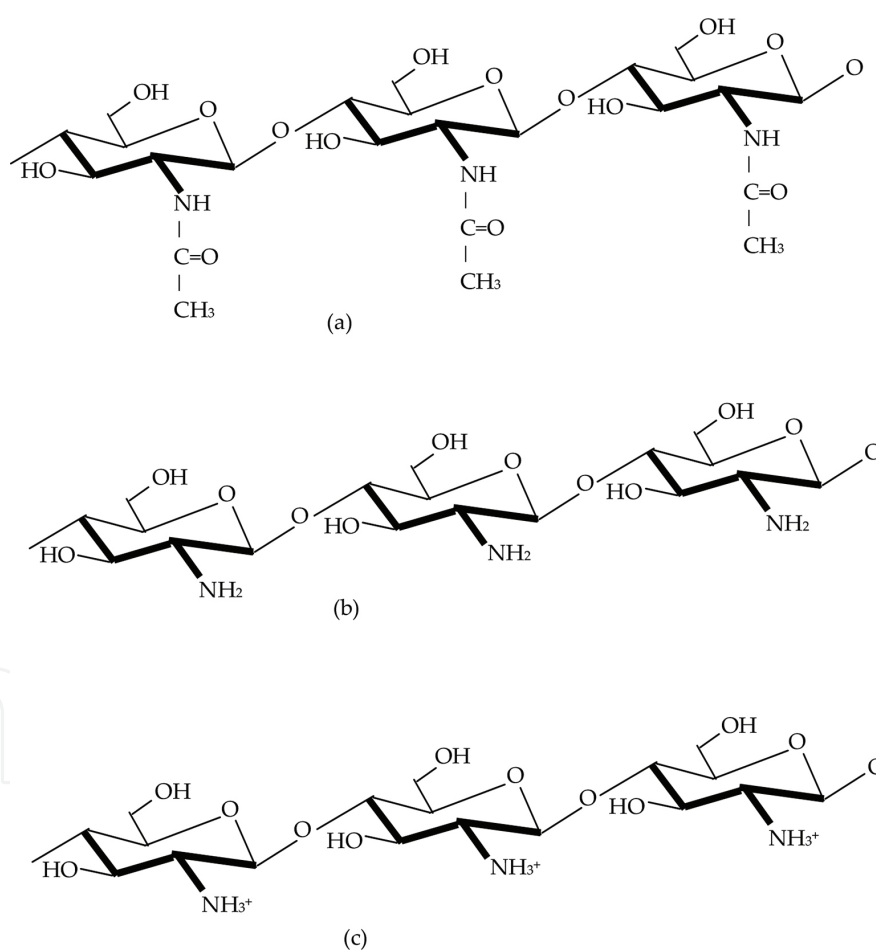 OH O O
OH O O HO NH
OH O O HO NH C=O
HO NH C=O CH₃
C=O CH₃
CH₃
(a)
OH O O
OH O O HO NH₂
OH O O HO NH₂
HO NH₂
(b)
OH O O
OH O O HO NH₃⁺
OH O O HO NH₃⁺
HO NH₃⁺
(c)